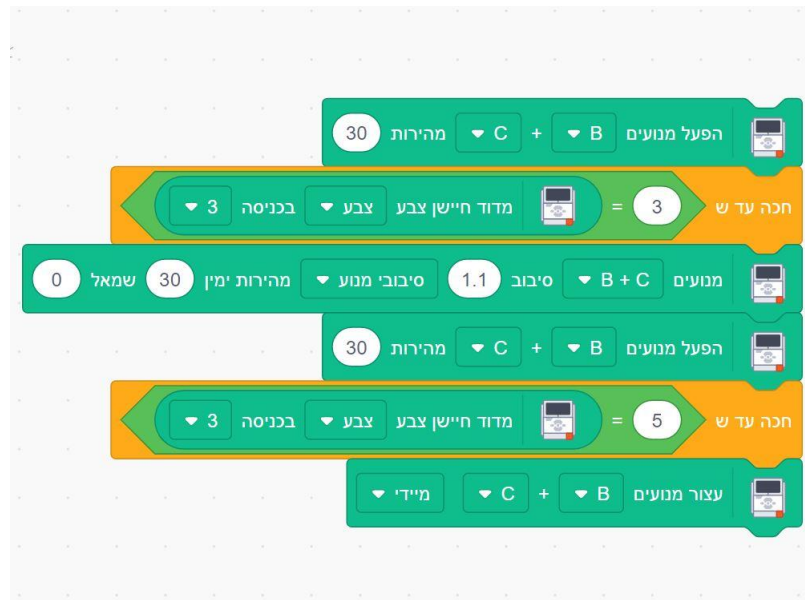 הפעל מנועים B + C מהירות 30
חכה עד ש 3 = מדוד חיישן צבע צבע בכניסה 3
מנועים B + C סיבוב 1.1 סיבובי מנוע מהירות ימין 30 שמאל 0
הפעל מנועים B + C מהירות 30
חכה עד ש 5 = מדוד חיישן צבע צבע בכניסה 3
עצור מנועים B + C מיידי